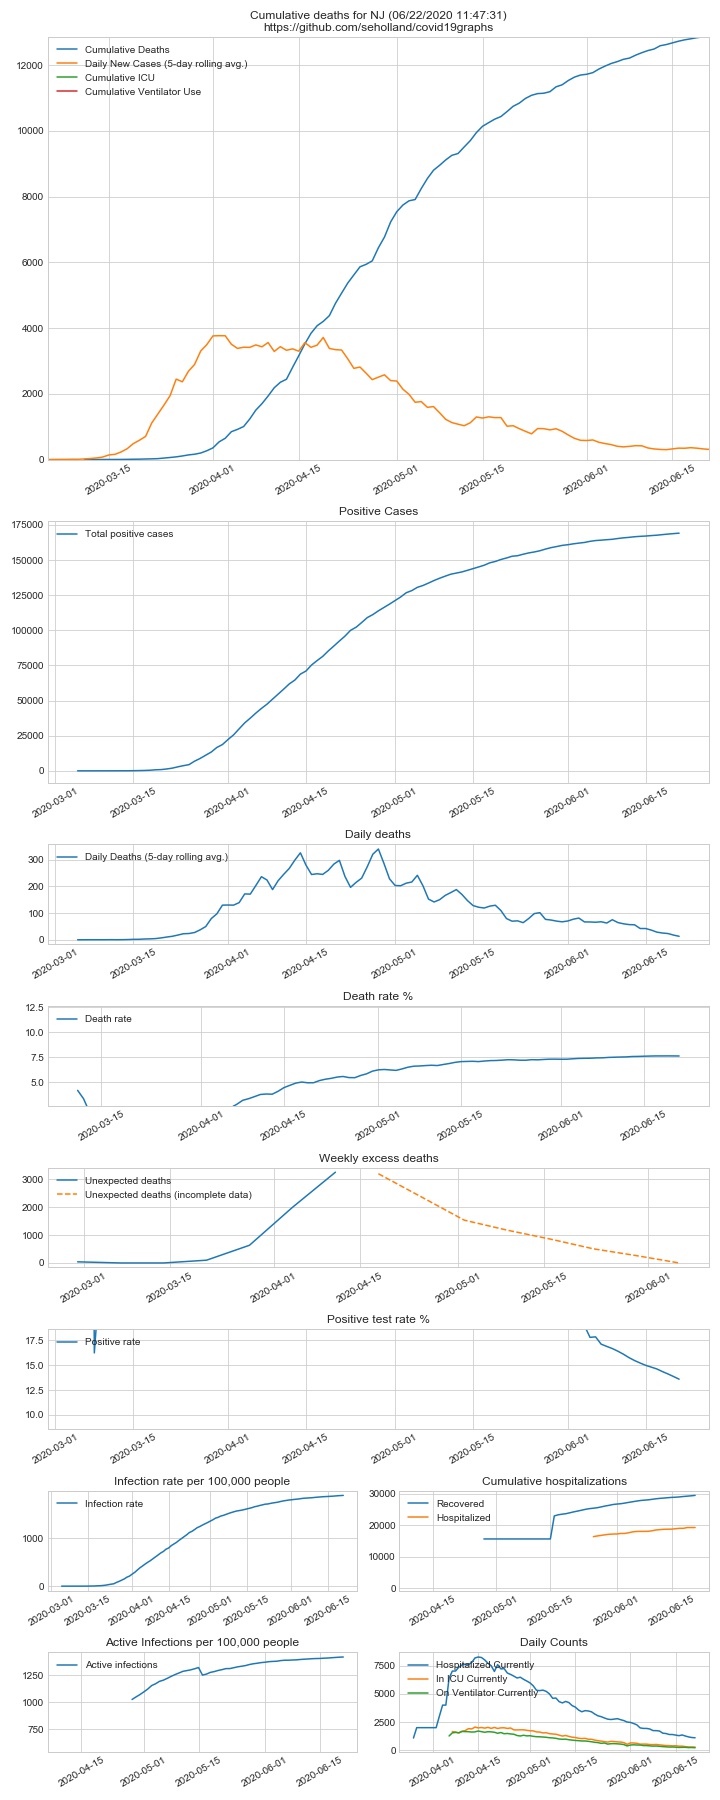 Cumulative deaths for NJ (06/22/2020 11:47:31)
https://github.com/seholland/covid19graphs
Cumulative Deaths
Daily New Cases (5-day rolling avg.)
Cumulative ICU
Cumulative Ventilator Use
12000
10000
8000
6000
4000
2000
0
2020-03-15 2020-04-01 2020-04-15 2020-05-01 2020-05-15 2020-06-01 2020-06-15
Positive Cases
Total positive cases
175000
150000
125000
100000
75000
50000
25000
0
2020-03-01 2020-03-15 2020-04-01 2020-04-15 2020-05-01 2020-05-15 2020-06-01 2020-06-15
Daily deaths
Daily Deaths (5-day rolling avg.)
300
200
100
0
2020-03-01 2020-03-15 2020-04-01 2020-04-15 2020-05-01 2020-05-15 2020-06-01 2020-06-15
Death rate %
Death rate
12.5
10.0
7.5
5.0
2020-03-15 2020-04-01 2020-04-15 2020-05-01 2020-05-15 2020-06-01 2020-06-15
Weekly excess deaths
Unexpected deaths
Unexpected deaths (incomplete data)
3000
2000
1000
0
2020-03-01 2020-03-15 2020-04-01 2020-04-15 2020-05-01 2020-05-15 2020-06-01
Positive test rate %
Positive rate
17.5
15.0
12.5
10.0
2020-03-01 2020-03-15 2020-04-01 2020-04-15 2020-05-01 2020-05-15 2020-06-01 2020-06-15
Infection rate per 100,000 people
Infection rate
1000
0
2020-03-01 2020-03-15 2020-04-01 2020-04-15 2020-05-01 2020-05-15 2020-06-01 2020-06-15
Cumulative hospitalizations
Recovered
Hospitalized
30000
20000
10000
0
2020-04-15 2020-05-01 2020-05-15 2020-06-01 2020-06-15
Active Infections per 100,000 people
Active infections
1250
1000
750
2020-04-15 2020-05-01 2020-05-15 2020-06-01 2020-06-15
Daily Counts
Hospitalized Currently
In ICU Currently
On Ventilator Currently
7500
5000
2500
0
2020-04-01 2020-04-15 2020-05-01 2020-05-15 2020-06-01 2020-06-15